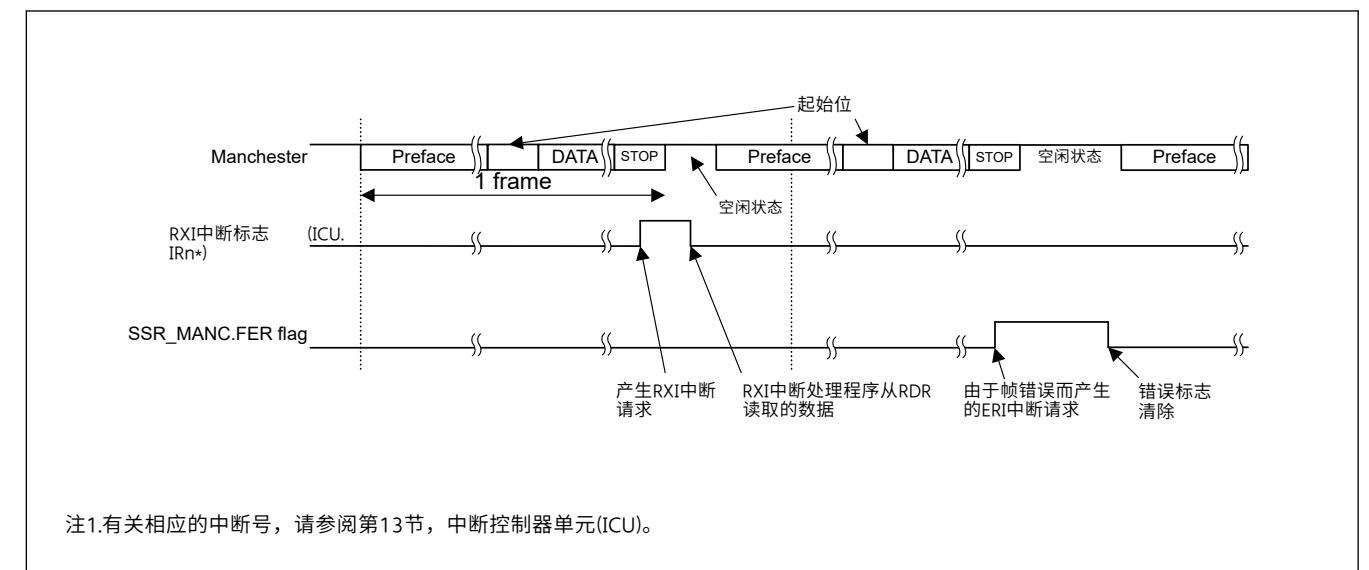 起始位
Manchester
Preface
DATA
STOP
Preface
DATA
STOP
空闲状态
Preface
1 frame
空闲状态
RXI中断标志 (ICU.
IRn*)
SSR_MANC.FER flag
产生RXI中断
请求
RXI中断处理程序从RDR
读取的数据
由于帧错误而产生
的ERI中断请求
错误标志
清除
注1.有关相应的中断号，请参阅第13节，中断控制器单元(ICU)。